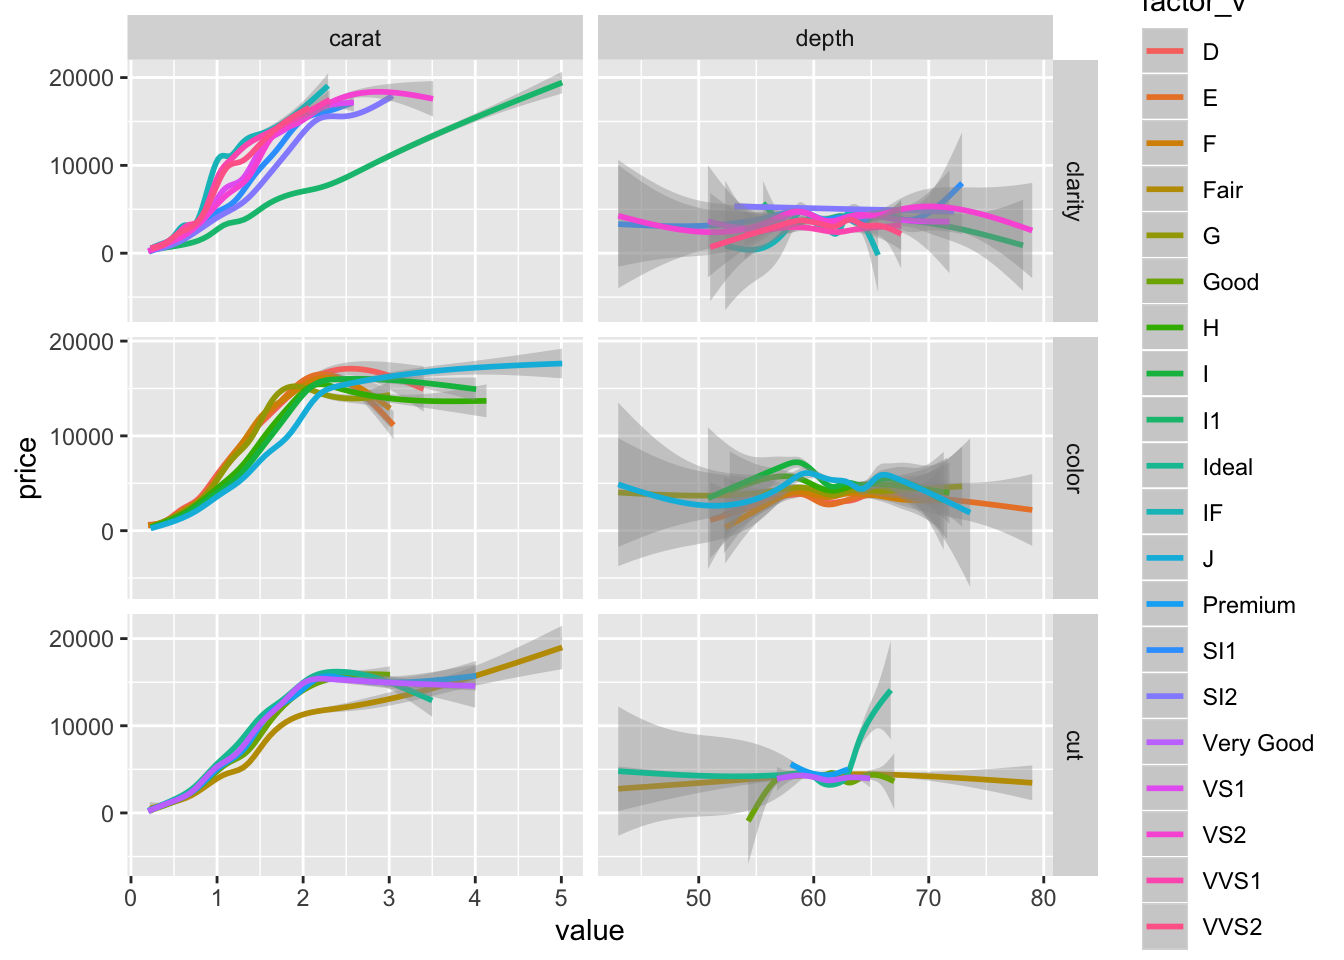 carat
depth
20000
10000
0
clarity
20000
10000
0
color
20000
10000
0
cut
price
0 1 2 3 4 5
50 60 70 80
value
factor_v
D
E
F
Fair
G
Good
H
I
I1
Ideal
IF
J
Premium
SI1
SI2
Very Good
VS1
VS2
VVS1
VVS2